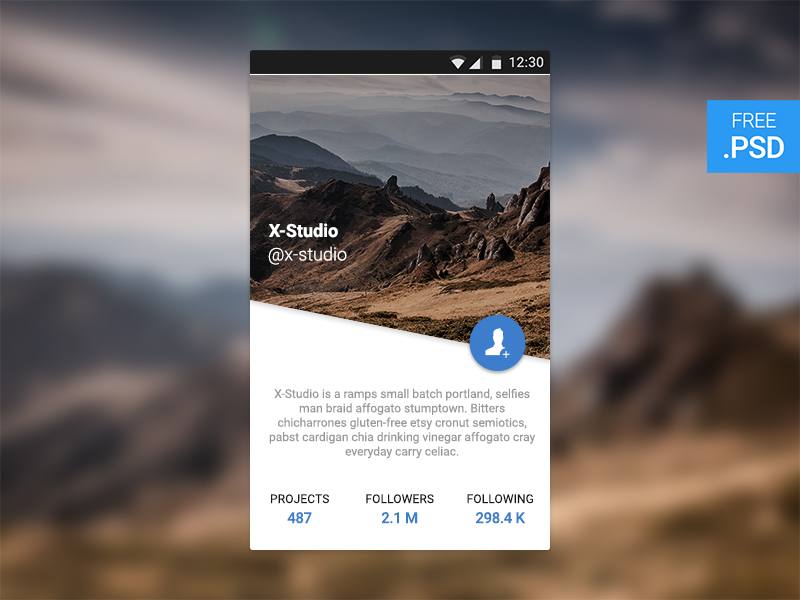 12:30
FREE
.PSD
X-Studio
@x-studio
X-Studio is a ramps small batch portland, selfies
man braid affogato stumptown. Bitters
chicharrones gluten-free etsy cronut semiotics,
pabst cardigan chia drinking vinegar affogato cray
everyday carry celiac.
PROJECTS FOLLOWERS FOLLOWING
487 2.1 M 298.4 K